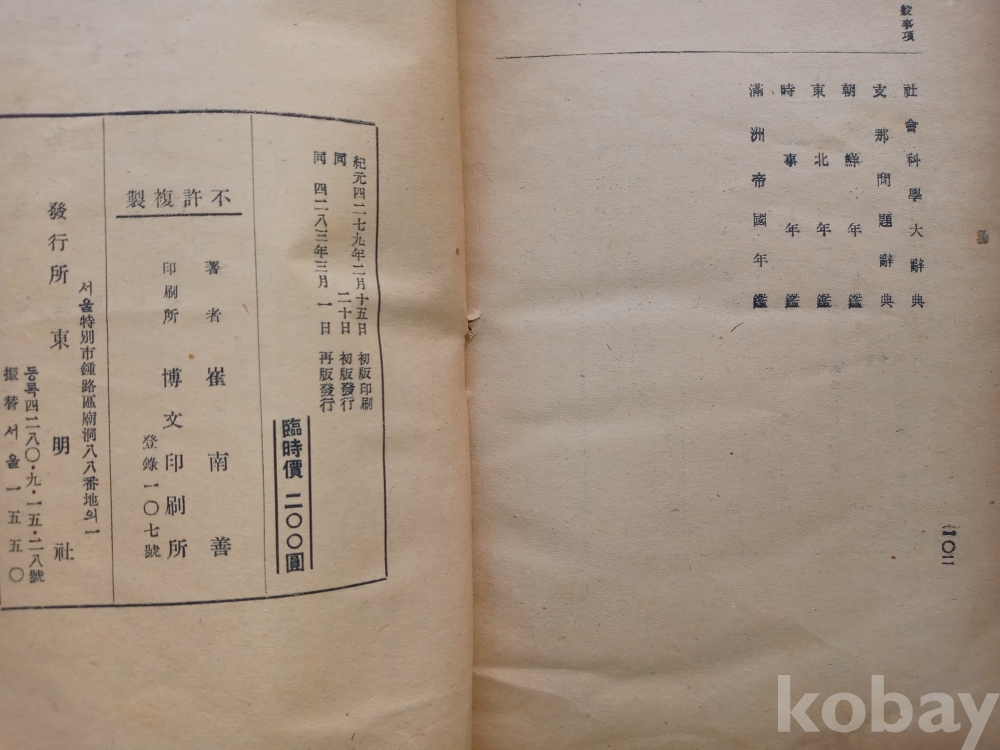 般事項
社會科學大辭典
支那問題辭典
朝鮮年鑑
東北年鑑
時事年鑑
滿洲帝國年鑑
紀元四二七九年二月十五日 初版印刷
同 二十日 初版發行
同 四二八三年三月一日 再版發行
臨時價 二〇〇圓
不許複製
著者 崔南善
印刷所 博文印刷所
登錄一〇七號
서울特別市鍾路區廟洞八八番地의一
發行所 東明社
등록四二八〇·九·一五·二八號
振替서울一五五〇
kobay